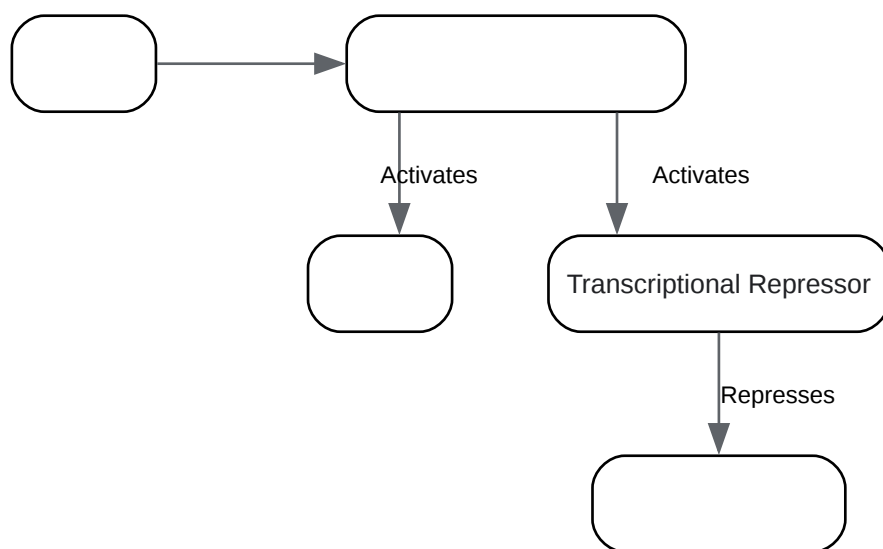 Activates
Activates
Transcriptional Repressor
Represses